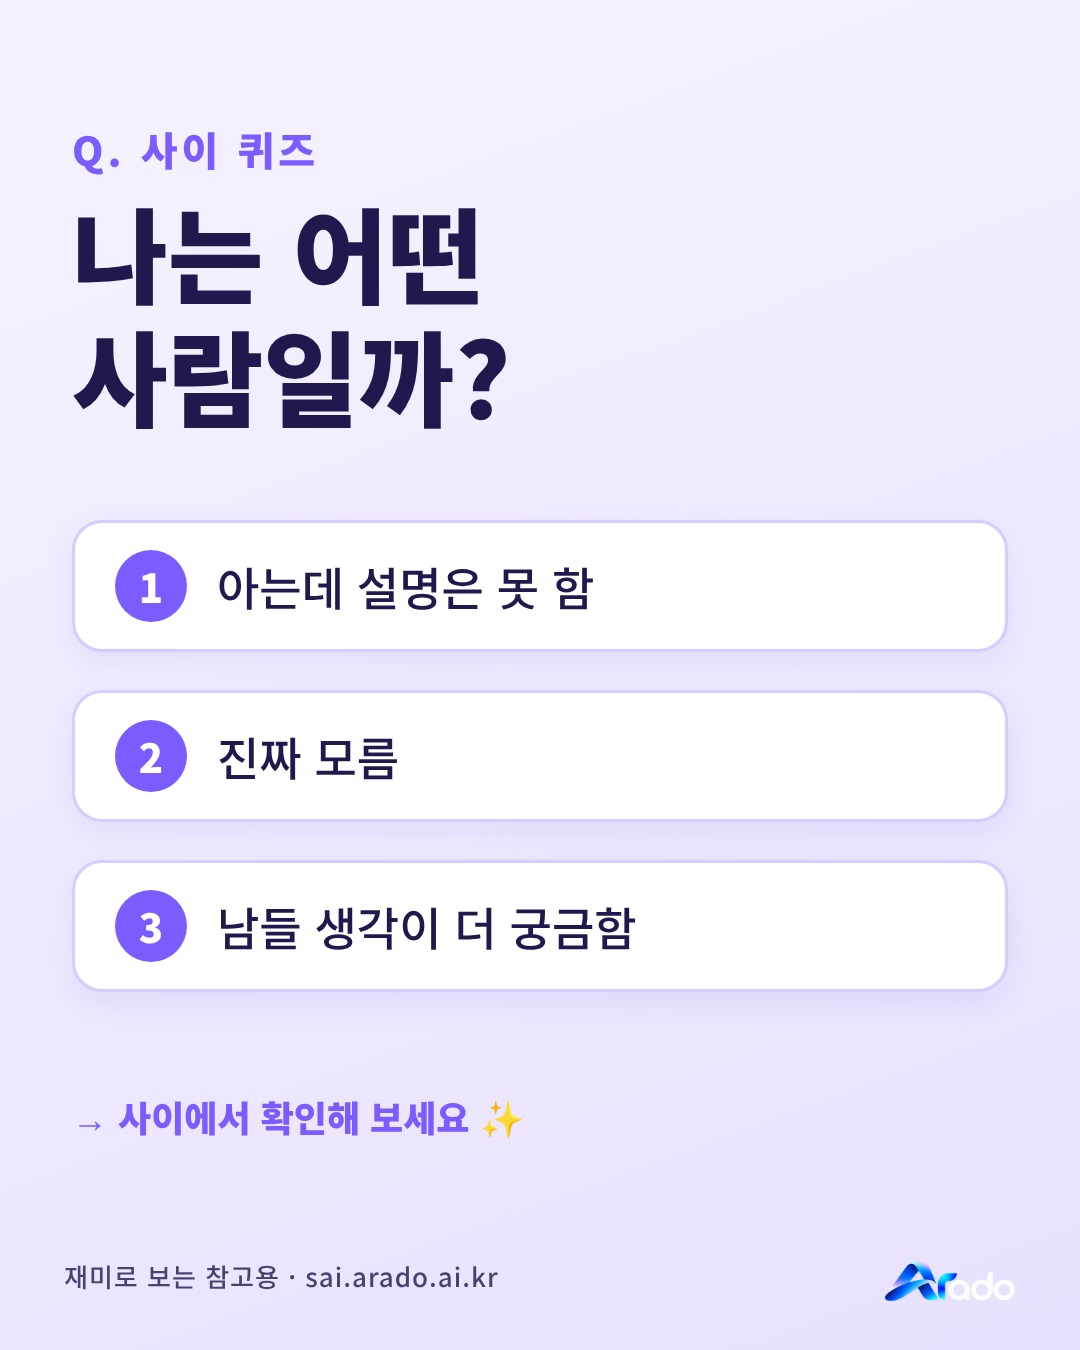 Q. 사이 퀴즈
나는 어떤
사람일까?
1 아는데 설명은 못 함
2 진짜 모름
3 남들 생각이 더 궁금함
→ 사이에서 확인해 보세요 ✨
재미로 보는 참고용 · sai.arado.ai.kr
Arado